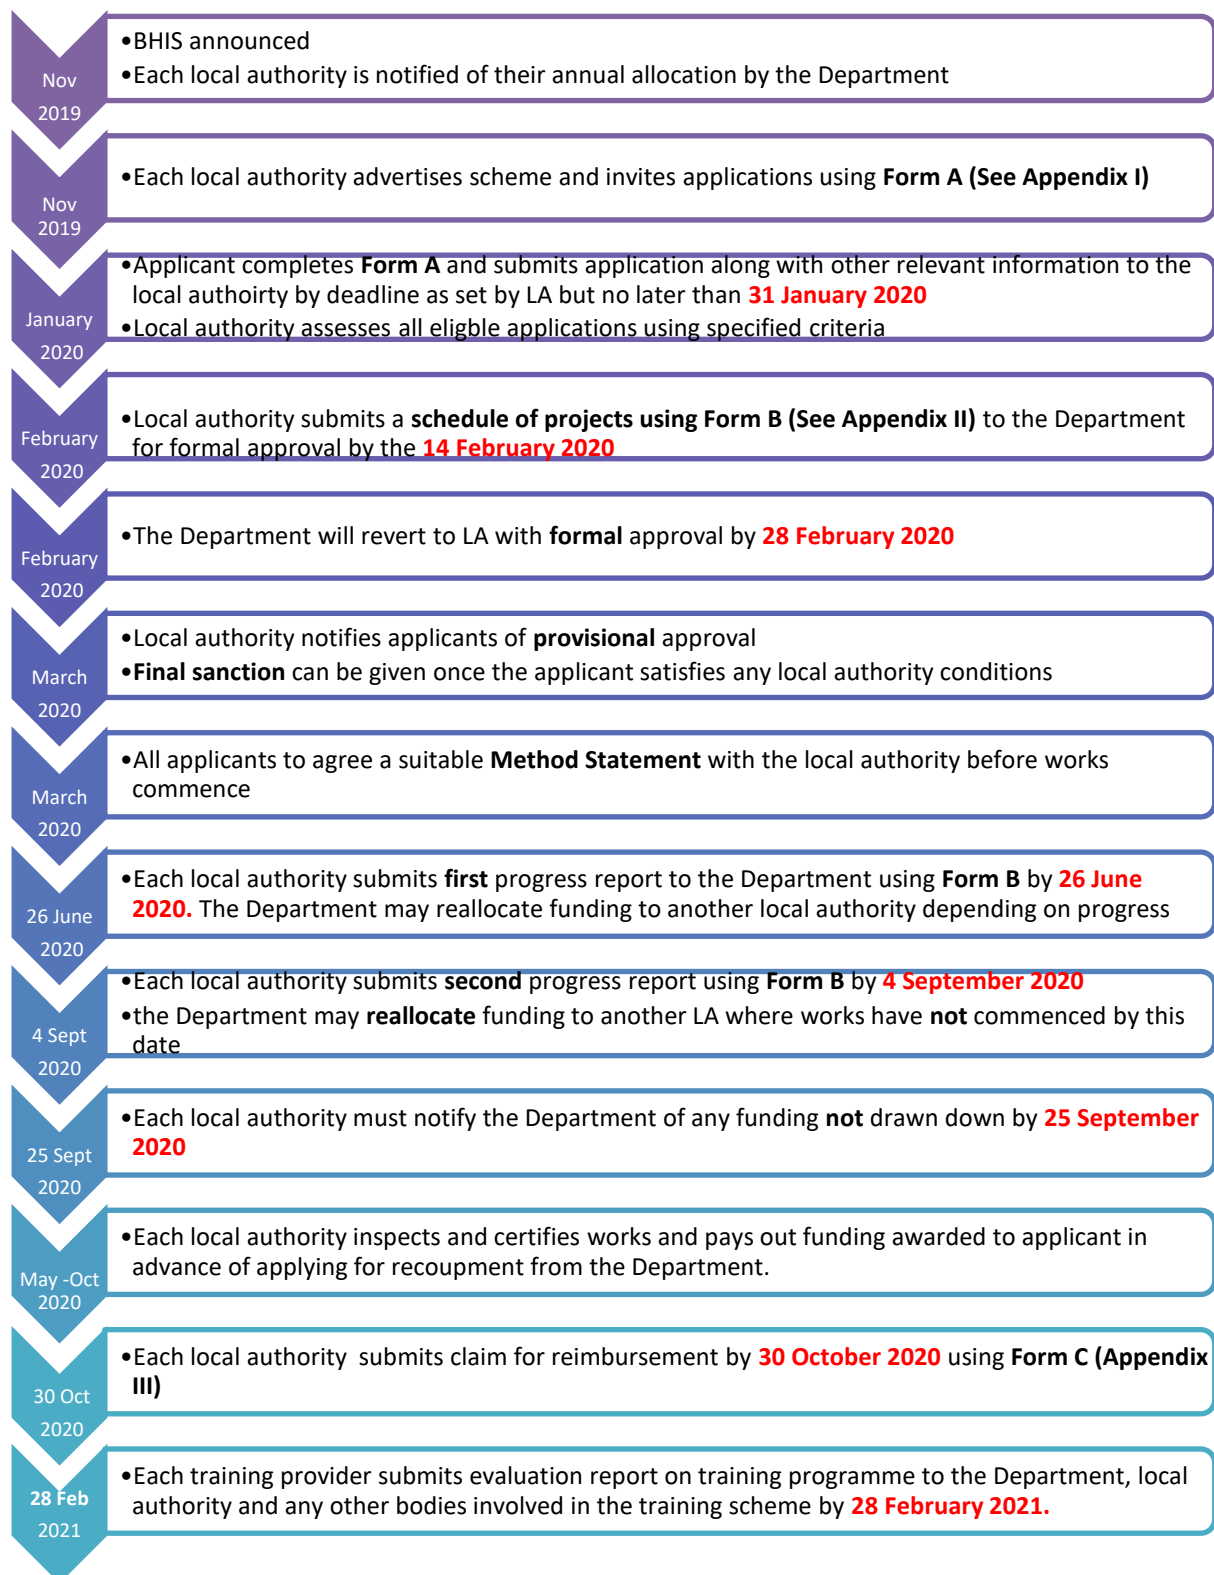 Nov
2019
•BHIS announced
•Each local authority is notified of their annual allocation by the Department
Nov
2019
•Each local authority advertises scheme and invites applications using Form A (See Appendix I)
January
2020
•Applicant completes Form A and submits application along with other relevant information to the
local authoirty by deadline as set by LA but no later than 31 January 2020
•Local authority assesses all eligble applications using specified criteria
February
2020
•Local authority submits a schedule of projects using Form B (See Appendix II) to the Department
for formal approval by the 14 February 2020
February
2020
•The Department will revert to LA with formal approval by 28 February 2020
March
2020
•Local authority notifies applicants of provisional approval
•Final sanction can be given once the applicant satisfies any local authority conditions
March
2020
•All applicants to agree a suitable Method Statement with the local authority before works
commence
26 June
2020
•Each local authority submits first progress report to the Department using Form B by 26 June
2020. The Department may reallocate funding to another local authority depending on progress
4 Sept
2020
•Each local authority submits second progress report using Form B by 4 September 2020
•the Department may reallocate funding to another LA where works have not commenced by this
date
25 Sept
2020
•Each local authority must notify the Department of any funding not drawn down by 25 September
2020
May -Oct
2020
•Each local authority inspects and certifies works and pays out funding awarded to applicant in
advance of applying for recoupment from the Department.
30 Oct
2020
•Each local authority  submits claim for reimbursement by 30 October 2020 using Form C (Appendix
III)
28 Feb
2021
•Each training provider submits evaluation report on training programme to the Department, local
authority and any other bodies involved in the training scheme by 28 February 2021.